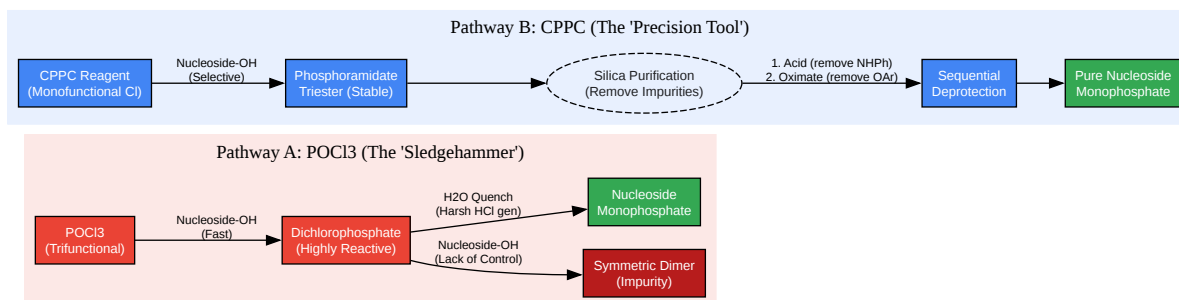 Pathway B: CPPC (The 'Precision Tool')
CPPC Reagent
(Monofunctional Cl)
Nucleoside-OH
(Selective)
Phosphoramidate
Triester (Stable)
Silica Purification
(Remove Impurities)
1. Acid (remove NHPh)
2. Oximate (remove OAr)
Sequential
Deprotection
Pure Nucleoside
Monophosphate
Pathway A: POCl3 (The 'Sledgehammer')
POCl3
(Trifunctional)
Nucleoside-OH
(Fast)
Dichlorophosphate
(Highly Reactive)
H2O Quench
(Harsh HCl gen)
Nucleoside
Monophosphate
Nucleoside-OH
(Lack of Control)
Symmetric Dimer
(Impurity)